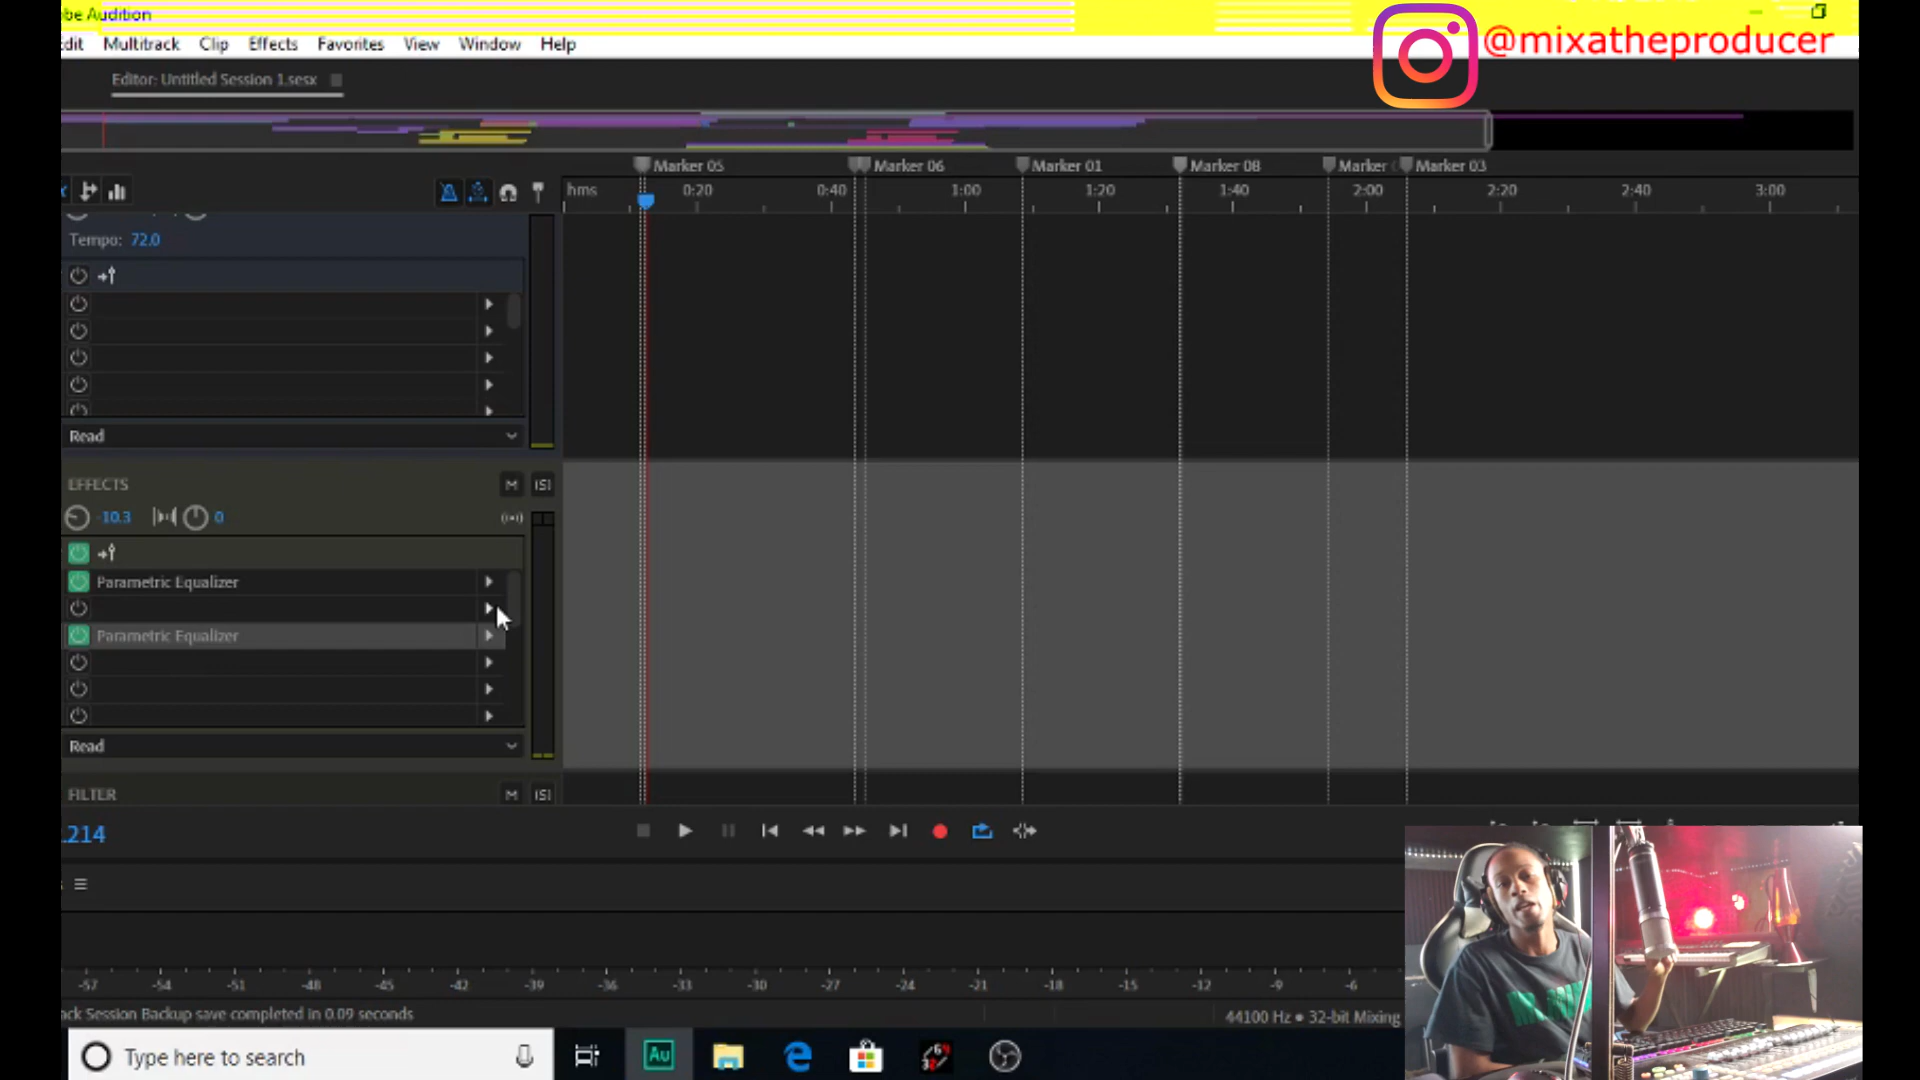 be Audition
@mixatheproducer
dit Multitrack Clip Effects Favorites View Window Help
Editor: Untitled Session 1.sesx
Marker 05 Marker 06 Marker 01 Marker 08 Marker Marker 03
hms 0:20 0:40 1:00 1:20 1:40 2:00 2:20 2:40 3:00
Tempo: 72.0
Read
EFFECTS M (S)
-10.3 0
Parametric Equalizer
Parametric Equalizer
Read
FILTER M (S)
.214
-57 -54 -51 -48 -45 -42 -39 -36 -33 -30 -27 -24 -21 -18 -15 -12 -9 -6
ack Session Backup save completed in 0.09 seconds
44100 Hz ● 32-bit Mixing
Type here to search
Au